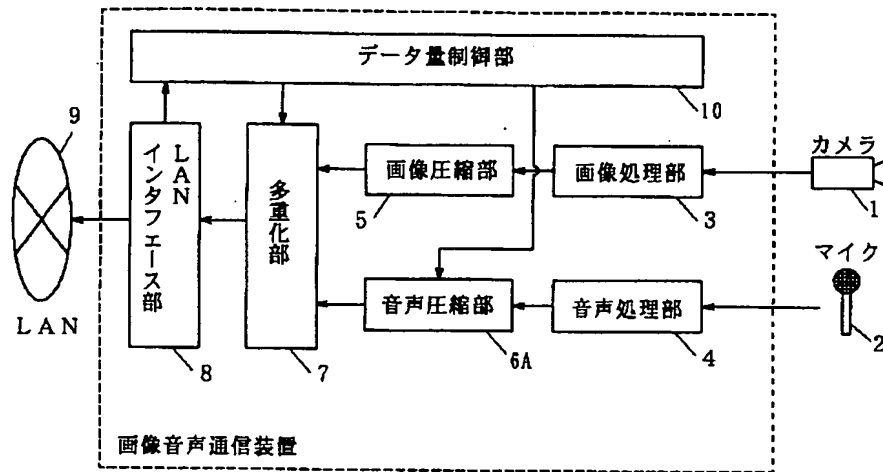 データ量制御部
10
9
カメラ
LAN
インタフェース部
多重化部
画像圧縮部
画像処理部
5
3
1
マイク
音声圧縮部
音声処理部
LAN
8
7
6A
4
2
画像音声通信装置